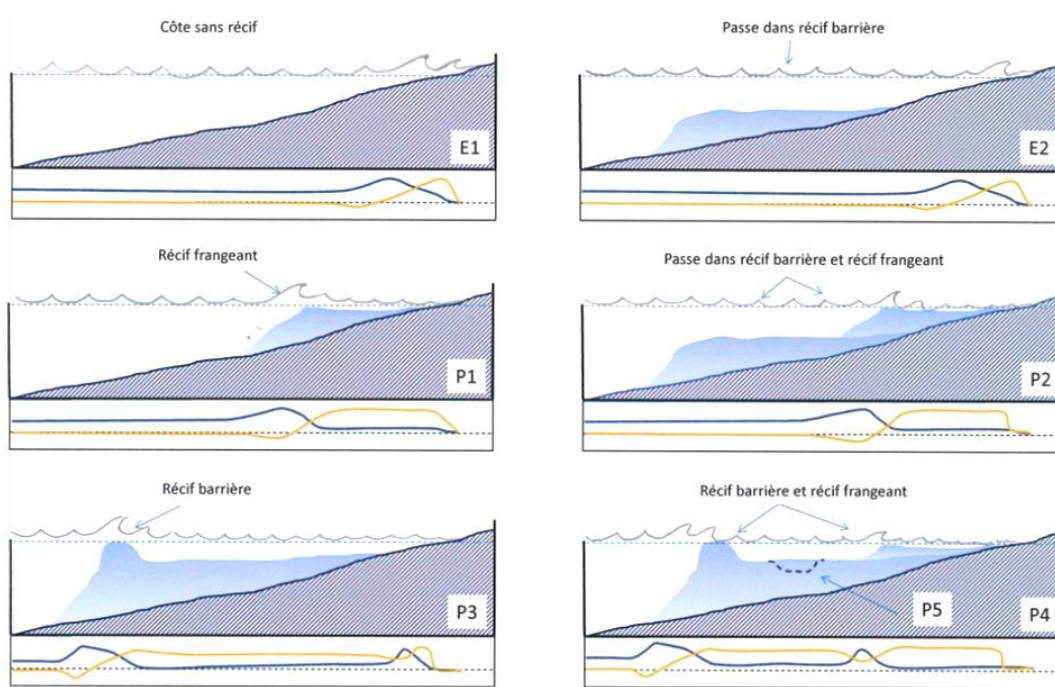 Côte sans récif
Passe dans récif barrière
E1
E2
Récif frangeant
Passe dans récif barrière et récif frangeant
P1
P2
Récif barrière
Récif barrière et récif frangeant
P3
P5
P4